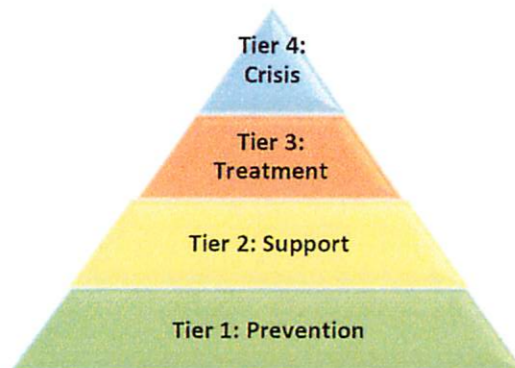 Tier 4:
Crisis
Tier 3:
Treatment
Tier 2: Support
Tier 1: Prevention